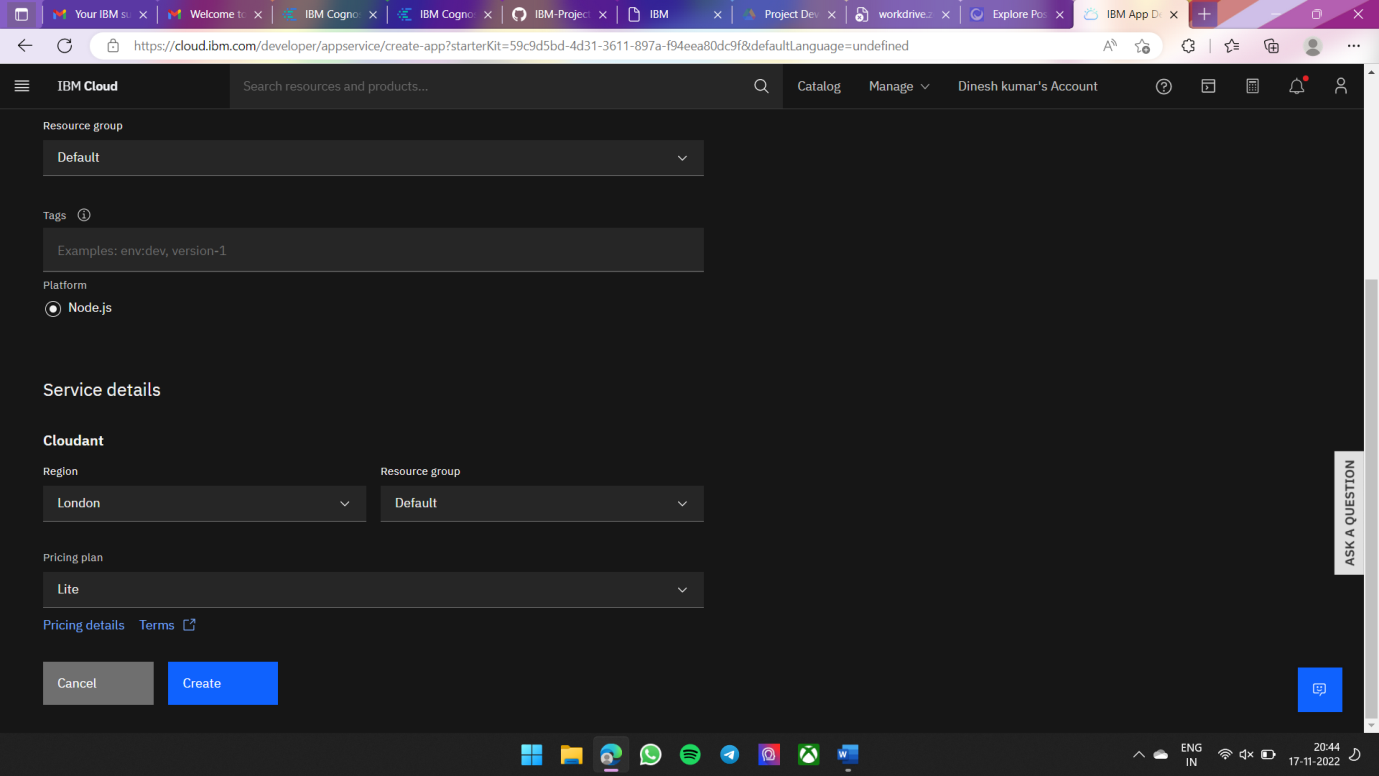 Your IBM su
Welcome to
IBM Cogno
IBM Cogno
IBM-Project
IBM
Project Dev
workdrive.z
Explore Pos
IBM App De
https://cloud.ibm.com/developer/appservice/create-app?starterKit=59c9d5bd-4d31-3611-897a-f94eea80dc9f&defaultLanguage=undefined
IBM Cloud
Search resources and products...
Catalog
Manage
Dinesh kumar's Account
Resource group
Default
Tags
Examples: env:dev, version-1
Platform
Node.js
Service details
Cloudant
Region
Resource group
London
Default
Pricing plan
Lite
Pricing details
Terms
Cancel
Create
ASK A QUESTION
ENG
IN
20:44
17-11-2022